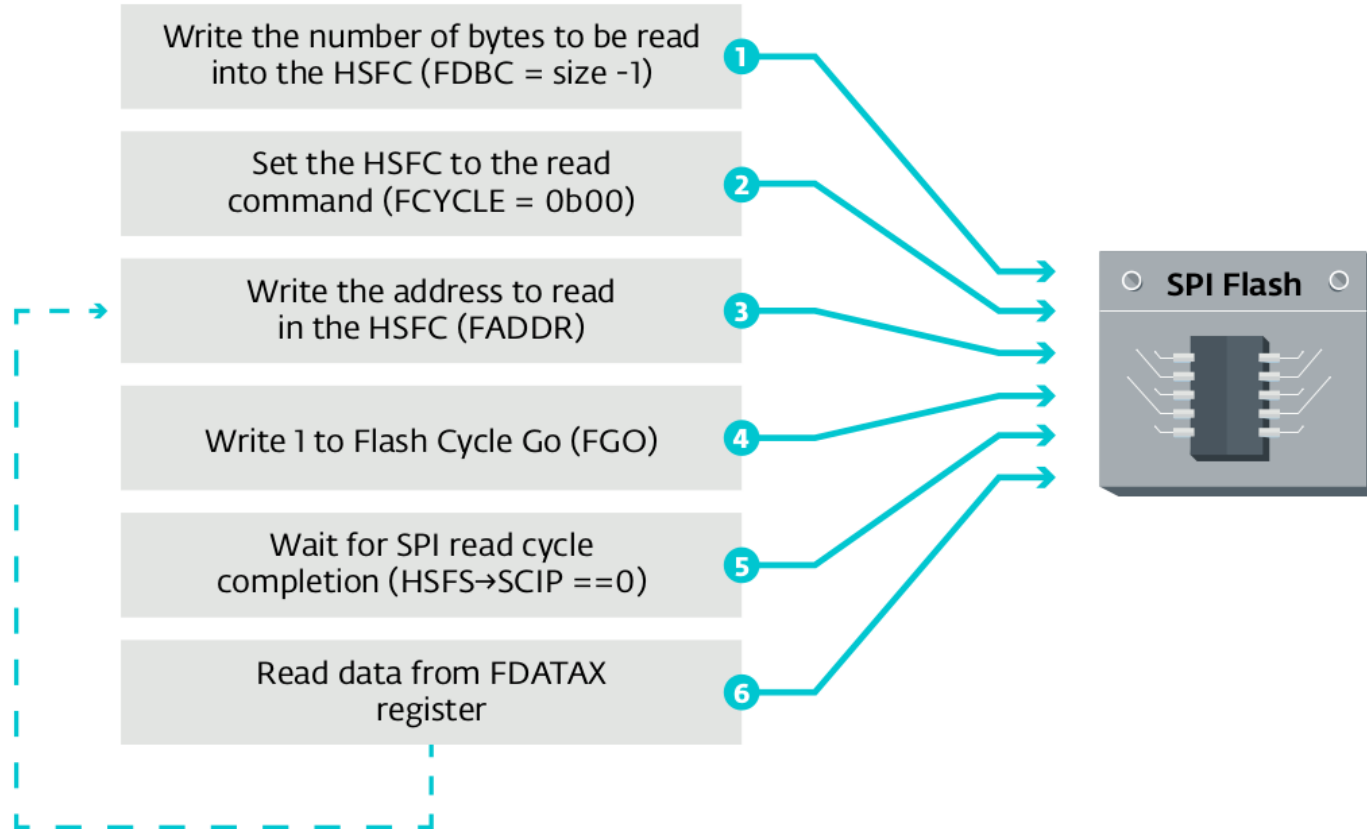 Write the number of bytes to be read
into the HSFC (FDBC = size -1)
1
Set the HSFC to the read
command (FCYCLE = 0b00)
2
Write the address to read
in the HSFC (FADDR)
3
Write 1 to Flash Cycle Go (FGO)
4
Wait for SPI read cycle
completion (HSFS→SCIP ==0)
5
Read data from FDATAX
register
6
SPI Flash